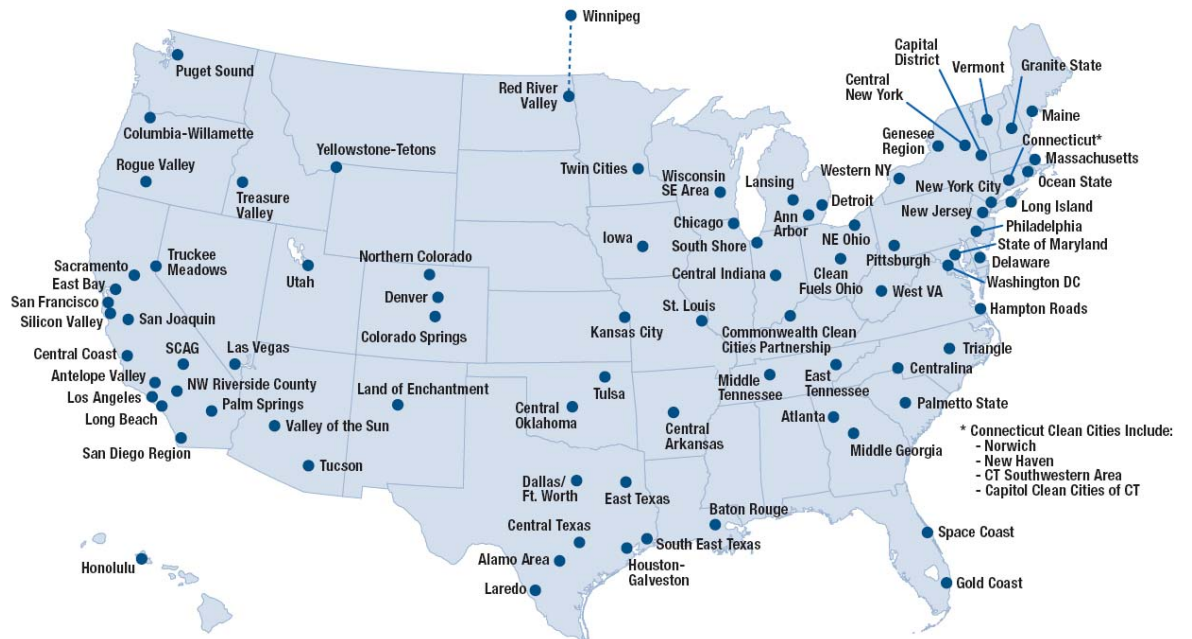 Winnipeg
Puget Sound
Red River
Valley
Columbia-Willamette
Rogue Valley
Treasure
Valley
Yellowstone-Tetons
Twin Cities
Wisconsin
SE Area
Lansing
Ann
Arbor
Detroit
Western NY
Genesee
Region
Central
New York
Capital
District
Vermont
Granite State
Maine
Connecticut*
Massachusetts
Ocean State
New York City
Long Island
New Jersey
Philadelphia
State of Maryland
Delaware
Washington DC
Pittsburgh
NE Ohio
Clean
Fuels Ohio
West VA
Hampton Roads
Chicago
South Shore
Iowa
Central Indiana
Sacramento
East Bay
San Francisco
Silicon Valley
Truckee
Meadows
San Joaquin
Utah
Northern Colorado
Denver
Colorado Springs
Kansas City
St. Louis
Commonwealth Clean
Cities Partnership
Central Coast
SCAG
Las Vegas
Antelope Valley
NW Riverside County
Los Angeles
Palm Springs
Long Beach
San Diego Region
Valley of the Sun
Tucson
Land of Enchantment
Tulsa
Central
Oklahoma
Central
Arkansas
Middle
Tennessee
East
Tennessee
Triangle
Centralina
Palmetto State
Atlanta
Middle Georgia
* Connecticut Clean Cities Include:
- Norwich
- New Haven
- CT Southwestern Area
- Capitol Clean Cities of CT
Dallas/
Ft. Worth
East Texas
Central Texas
Alamo Area
Laredo
South East Texas
Houston-
Galveston
Baton Rouge
Space Coast
Gold Coast
Honolulu